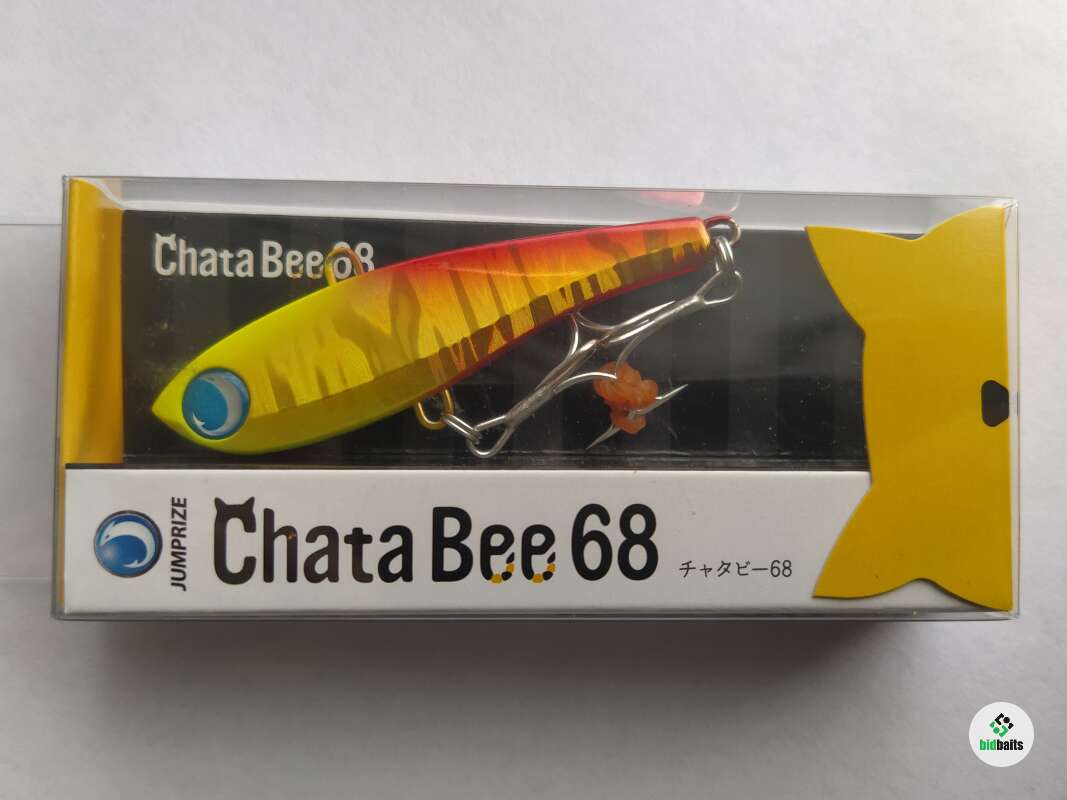 Chata Bee 68
JUMPRIZE
Chata Bee 68
チャタビー68
bidbaits